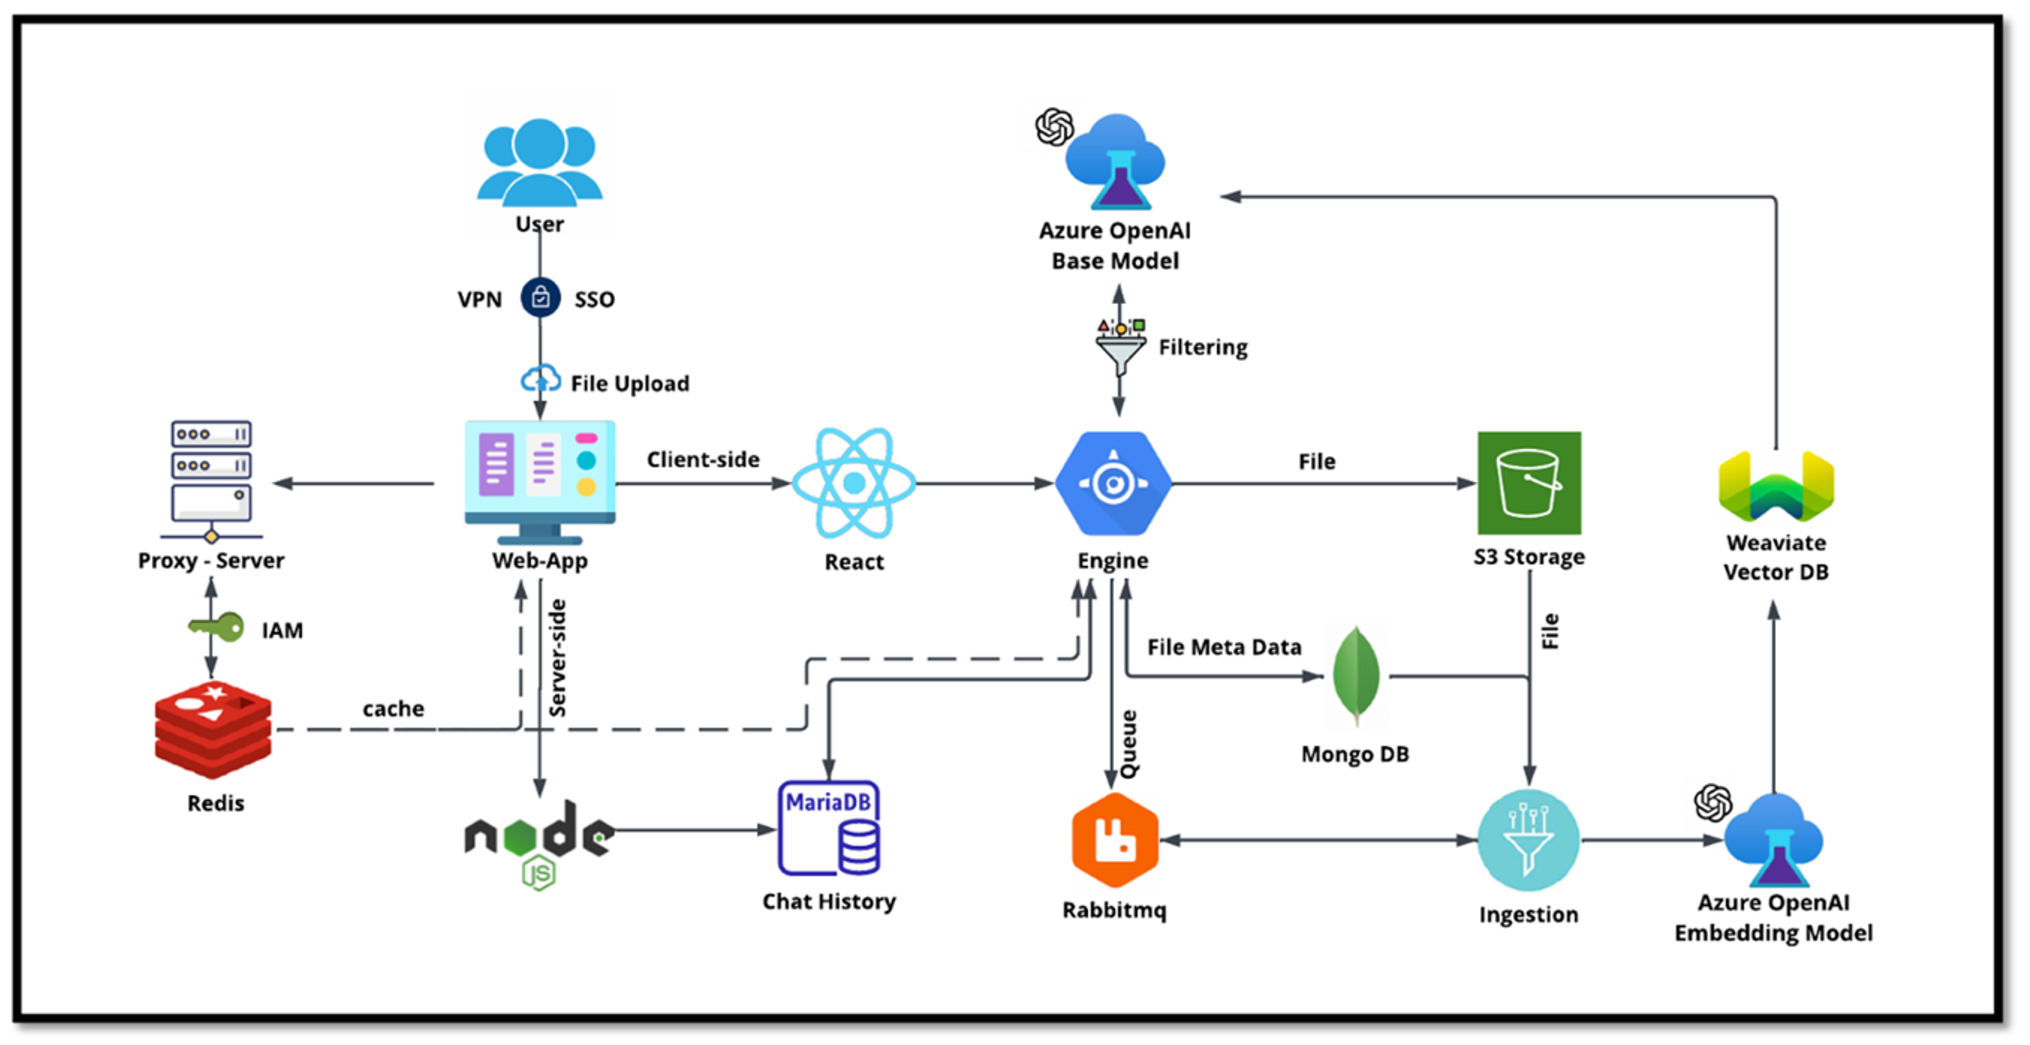 User
VPN
SSO
File Upload
Azure OpenAI
Base Model
Filtering
Client-side
File
Proxy - Server
Web-App
React
Engine
S3 Storage
Weaviate
Vector DB
IAM
Server-side
File Meta Data
File
cache
Queue
Mongo DB
Redis
node
JS
MariaDB
Chat History
Rabbitmq
Ingestion
Azure OpenAI
Embedding Model